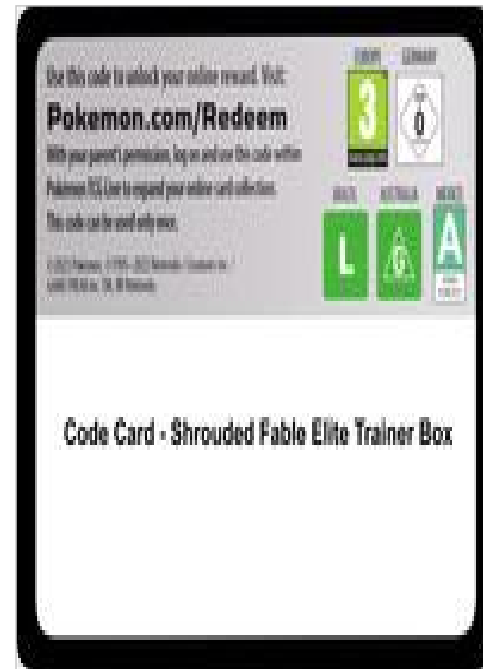 Use this code to unlock your online reward. Visit:
Pokemon.com/Redeem
With your parent's permission, log on and use this code within
Pokémon TCG Live to expand your online card collection.
This code can be used only once.
EUROPE GERMANY
3
0
BRAZIL AUSTRALIA MEXICO
L G A
Code Card - Shrouded Fable Elite Trainer Box